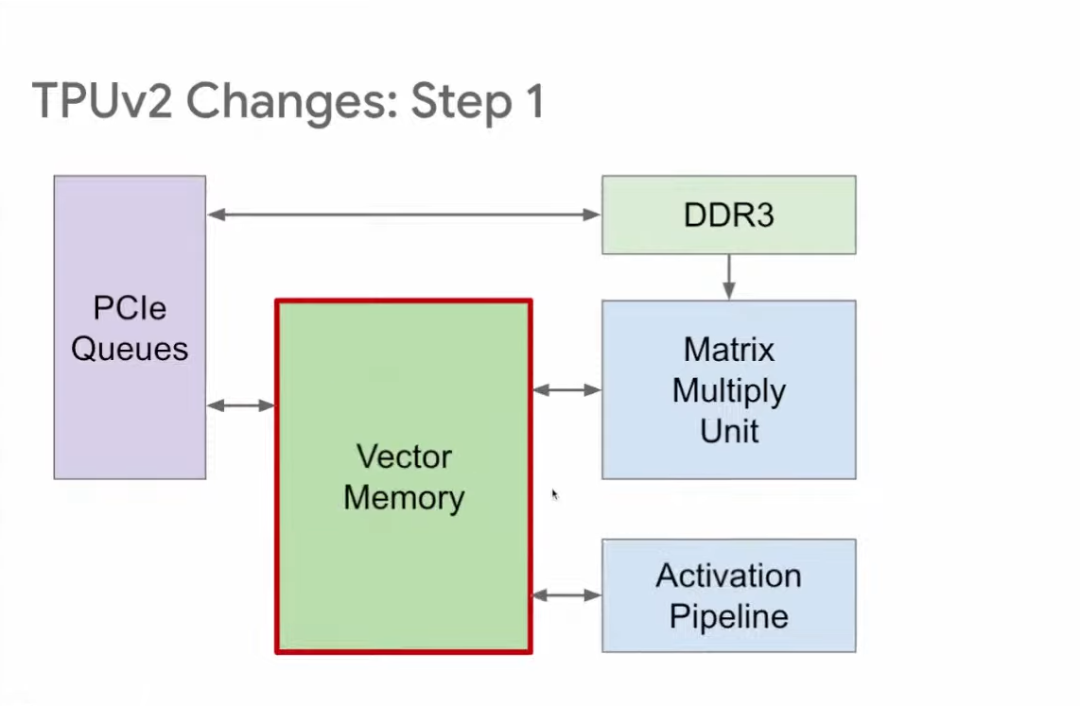 TPUv2 Changes: Step 1
DDR3
PCIe
Queues
Matrix
Multiply
Unit
Vector
Memory
Activation
Pipeline